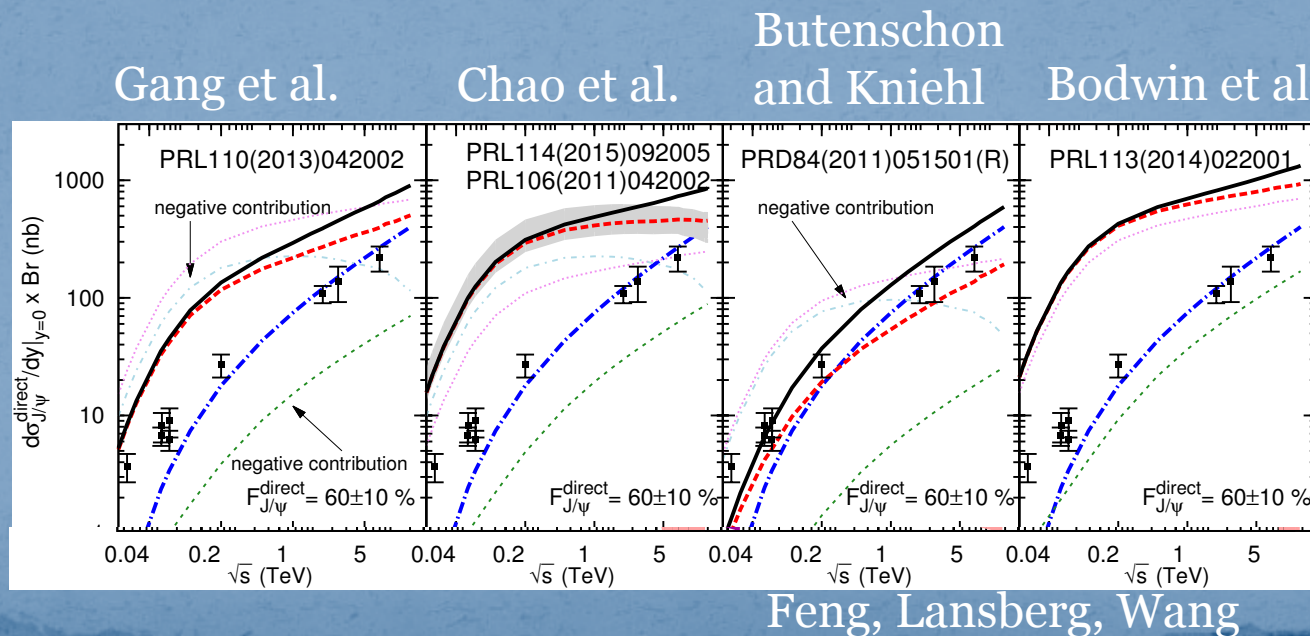 Butenschon
Gang et al. Chao et al. and Kniehl Bodwin et al
PRL110(2013)042002 PRL114(2015)092005 PRD84(2011)051501(R) PRL113(2014)022001
PRL106(2011)042002
negative contribution negative contribution
negative contribution
F^direct_J/ψ = 60±10 % F^direct_J/ψ = 60±10 % F^direct_J/ψ = 60±10 % F^direct_J/ψ = 60±10 %
dσ^direct_J/ψ/dy|y=0 x Br (nb)
1000
100
10
0.04 0.2 1 5 0.04 0.2 1 5 0.04 0.2 1 5 0.04 0.2 1 5
√s (TeV) √s (TeV) √s (TeV) √s (TeV)
Feng, Lansberg, Wang